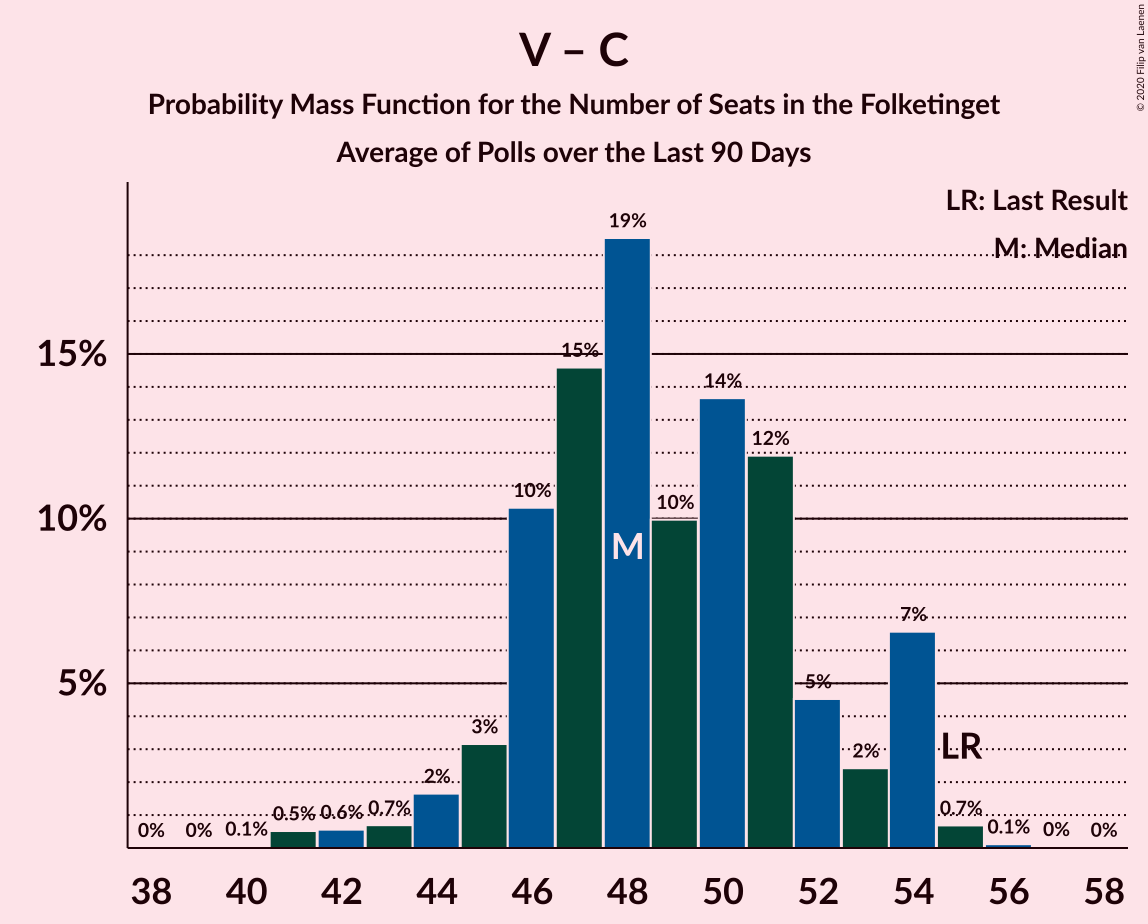 V – C
Probability Mass Function for the Number of Seats in the Folketinget
Average of Polls over the Last 90 Days
© 2020 Filip van Laenen
LR: Last Result
M: Median
15%
10%
5%
0%
0%
0.1%
0.5%
0.6%
0.7%
2%
3%
10%
15%
19%
M
10%
14%
12%
5%
2%
7%
LR
0.7%
0.1%
0%
0%
38 40 42 44 46 48 50 52 54 56 58